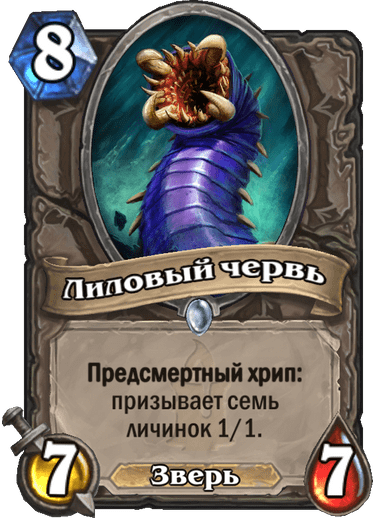 8
Лиловый червь
Предсмертный хрип:
призывает семь
личинок 1/1.
7
Зверь
7